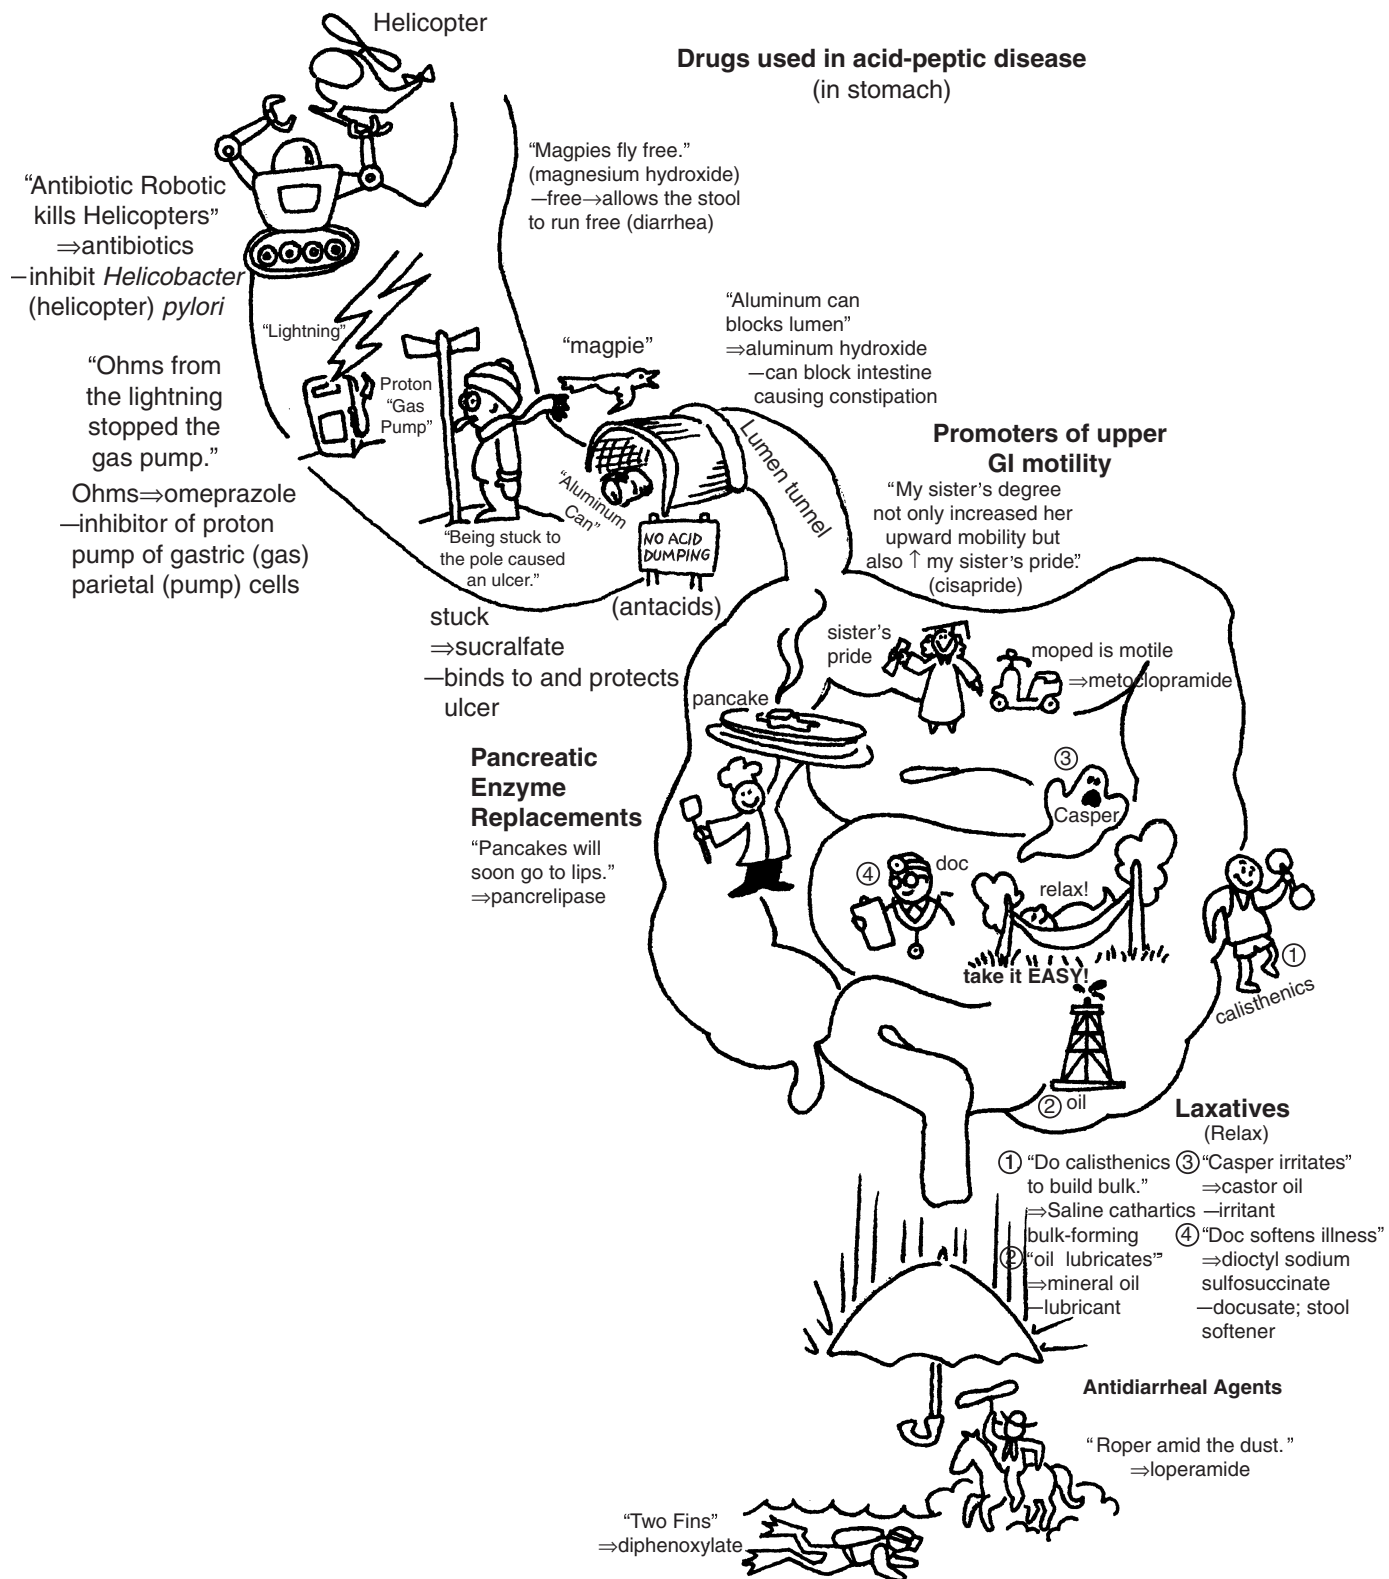 Helicopter
Drugs used in acid-peptic disease
(in stomach)
“Magpies fly free.”
(magnesium hydroxide)
–free→allows the stool
to run free (diarrhea)
“Antibiotic Robotic
kills Helicopters”
⇒antibiotics
–inhibit Helicobacter
(helicopter) pylori
“Lightning”
“Ohms from
the lightning
stopped the
gas pump.”
Ohms⇒omeprazole
–inhibitor of proton
pump of gastric (gas)
parietal (pump) cells
Proton
“Gas
Pump”
“magpie”
“Aluminum can
blocks lumen”
⇒aluminum hydroxide
–can block intestine
causing constipation
Lumen tunnel
“Aluminum
Can”
NO ACID
DUMPING
(antacids)
“Being stuck to
the pole caused
an ulcer.”
stuck
⇒sucralfate
–binds to and protects
ulcer
Promoters of upper
GI motility
“My sister’s degree
not only increased her
upward mobility but
also ↑ my sister’s pride.”
(cisapride)
sister’s
pride
moped is motile
⇒metoclopramide
pancake
Pancreatic
Enzyme
Replacements
“Pancakes will
soon go to lips.”
⇒pancrelipase
③
Casper
④
doc
relax!
take it EASY!
①
calisthenics
② oil
Laxatives
(Relax)
① “Do calisthenics
to build bulk.”
⇒Saline cathartics
bulk-forming
② “oil lubricates”
⇒mineral oil
–lubricant
③ “Casper irritates”
⇒castor oil
–irritant
④ “Doc softens illness”
⇒dioctyl sodium
sulfosuccinate
–docusate; stool
softener
Antidiarrheal Agents
“Roper amid the dust.”
⇒loperamide
“Two Fins”
⇒diphenoxylate